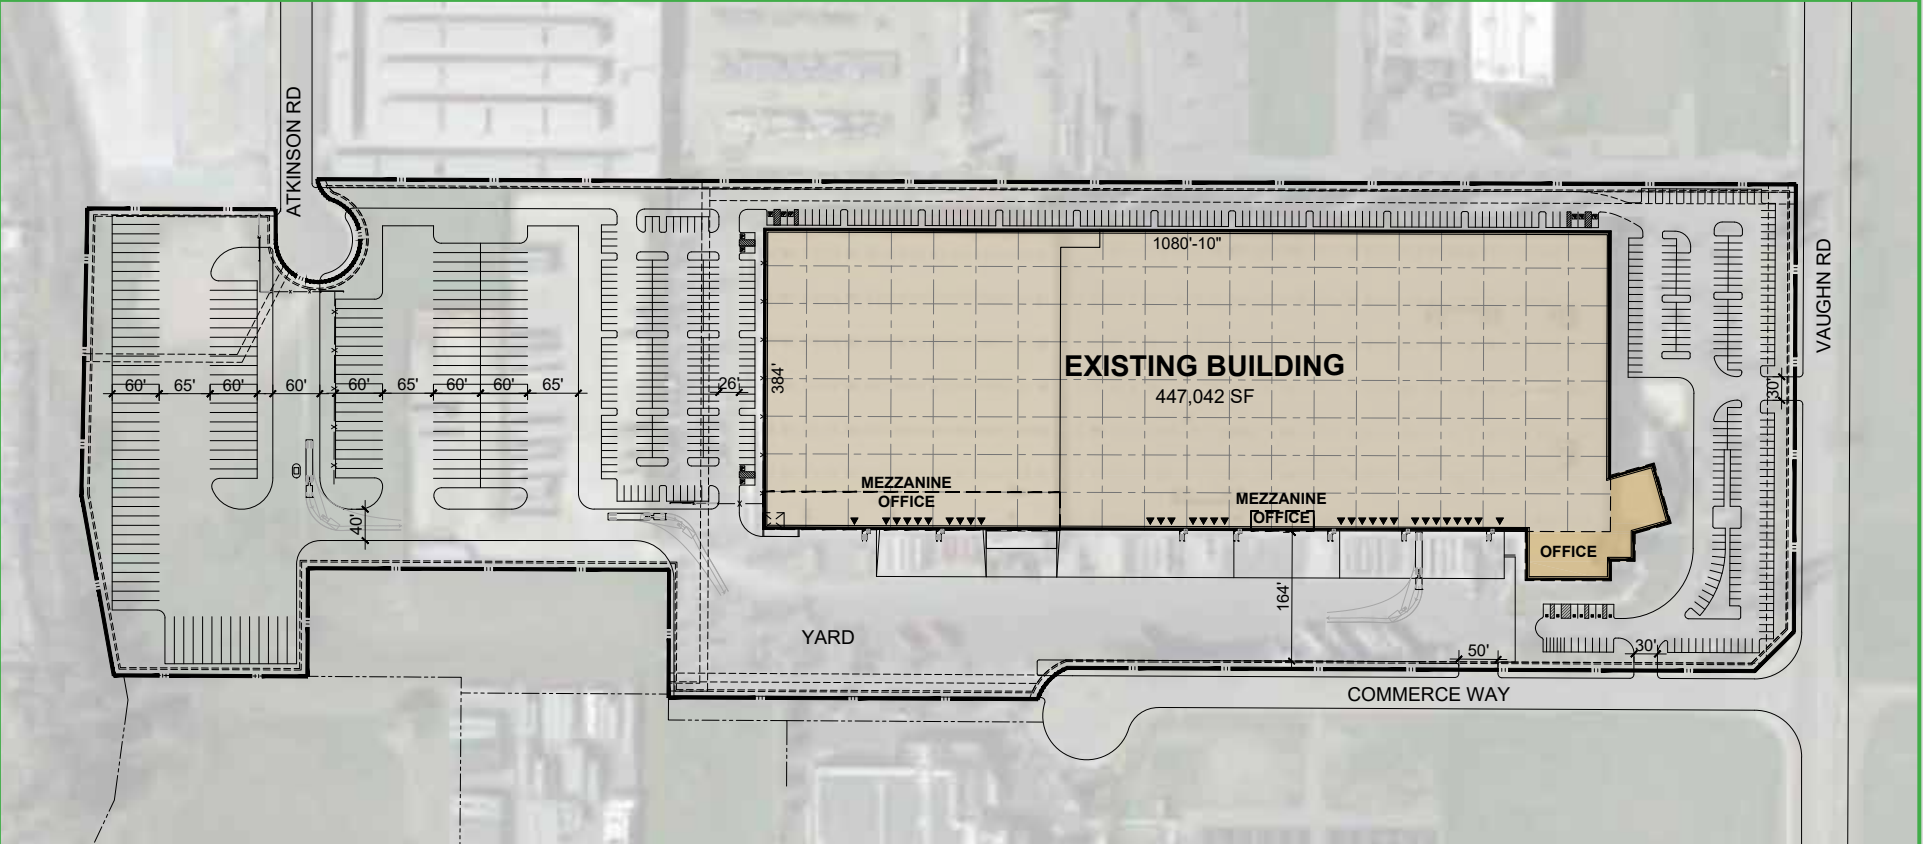 ATKINSON RD
1080'-10"
VAUGHN RD
EXISTING BUILDING
447,042 SF
384'
60'
65'
60'
60'
60'
65'
60'
60'
65'
26'
30'
MEZZANINE
OFFICE
MEZZANINE
OFFICE
40'
OFFICE
164'
YARD
50'
30'
COMMERCE WAY